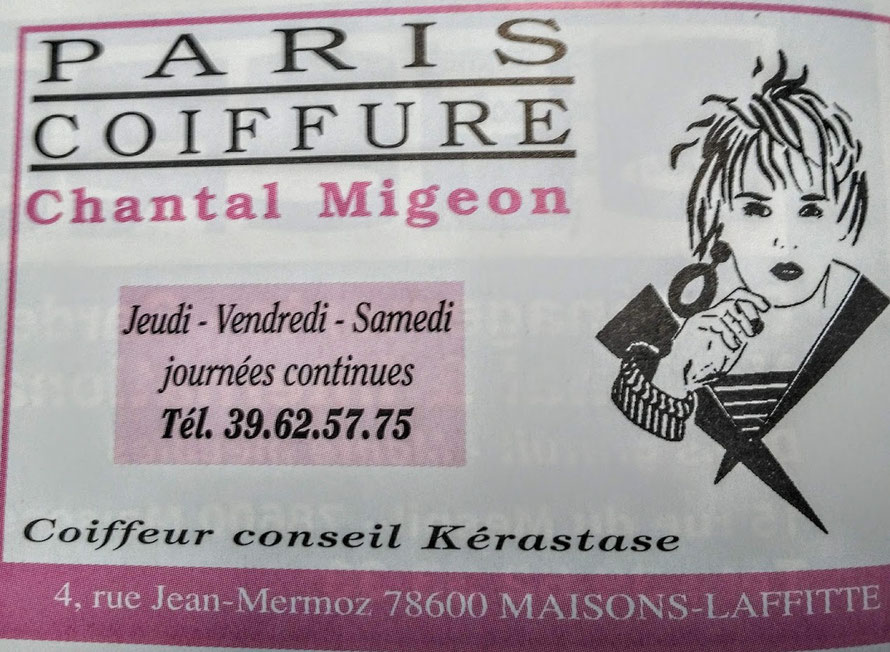 PARIS
COIFFURE
Chantal Migeon
Jeudi - Vendredi - Samedi
journées continues
Tél. 39.62.57.75
Coiffeur conseil Kérastase
4, rue Jean-Mermoz 78600 MAISONS-LAFFITTE